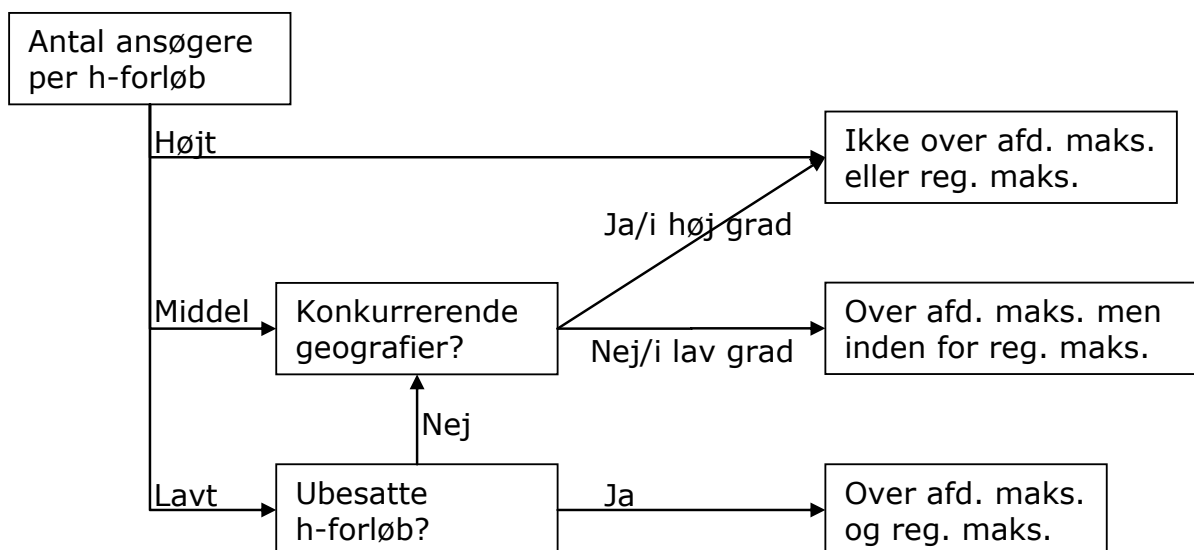 Antal ansøgere
per h-forløb
Højt
Ikke over afd. maks.
eller reg. maks.
Ja/i høj grad
Middel
Konkurrerende
geografier?
Nej/i lav grad
Over afd. maks. men
inden for reg. maks.
Nej
Lavt
Ubesatte
h-forløb?
Ja
Over afd. maks.
og reg. maks.